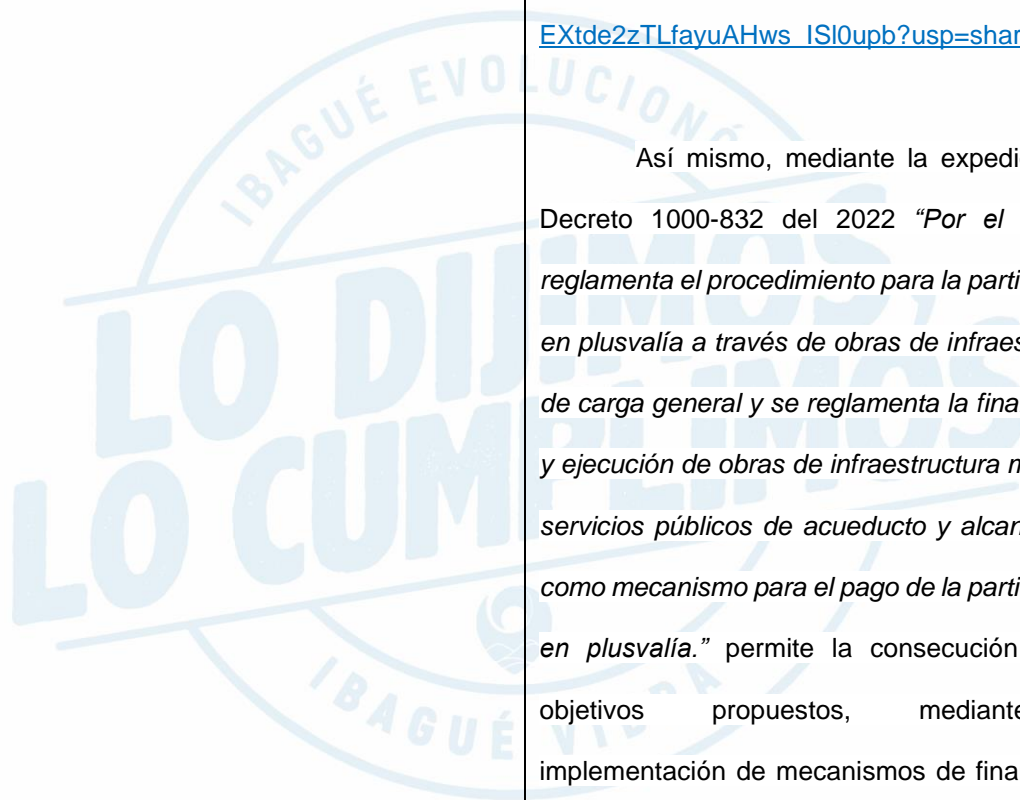 EXtde2zTLfayuAHws_ISl0upb?usp=shar
Así mismo, mediante la expedi
Decreto 1000-832 del 2022 “Por el
reglamenta el procedimiento para la parti
en plusvalía a través de obras de infraes
de carga general y se reglamenta la fina
y ejecución de obras de infraestructura m
servicios públicos de acueducto y alcan
como mecanismo para el pago de la parti
en plusvalía.” permite la consecución
objetivos propuestos, mediante
implementación de mecanismos de finan
IBAGUÉ EVOLUCIONÓ
LO DIJIMOS,
LO CUMPLIMOS
IBAGUÉ VIBRA